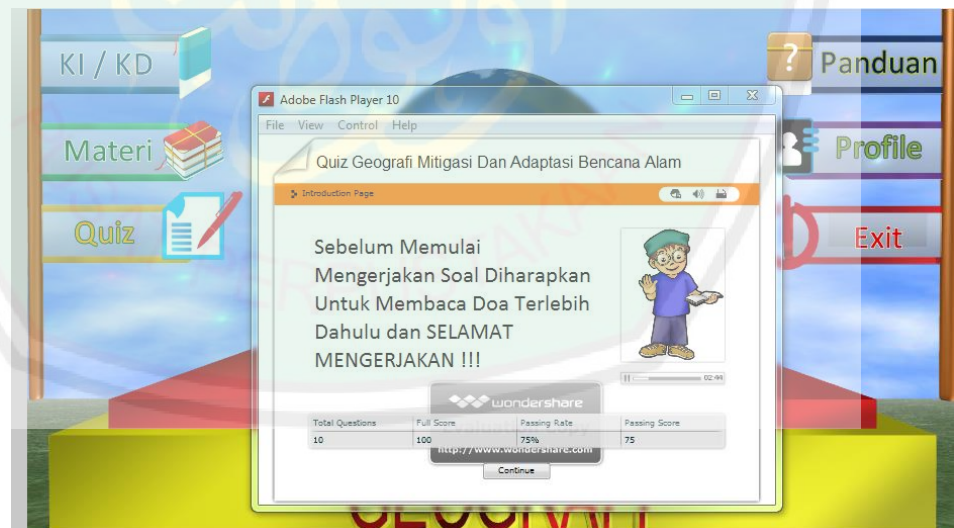 KI / KD
Materi
Quiz
Panduan
Profile
Exit
Adobe Flash Player 10
File View Control Help
Quiz Geografi Mitigasi Dan Adaptasi Bencana Alam
Introduction Page
Sebelum Memulai
Mengerjakan Soal Diharapkan
Untuk Membaca Doa Terlebih
Dahulu dan SELAMAT
MENGERJAKAN !!!
02:44
wondershare
Total Questions Full Score Passing Rate Passing Score
10 100 75% 75
http://www.wondershare.com
Continue
GEOGRAFI